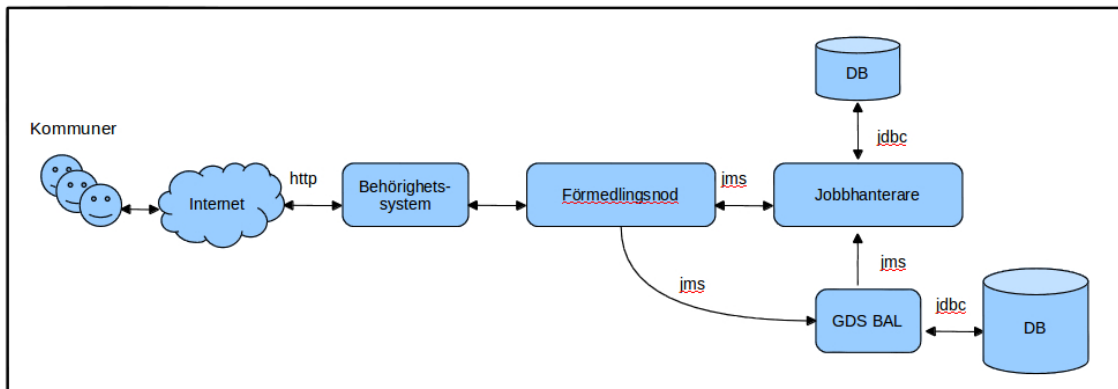 DB
jdbc
Kommuner
Internet
http
Behörighets-
system
Förmedlingsnod
jms
Jobbhanterare
jms
jms
GDS BAL
jdbc
DB